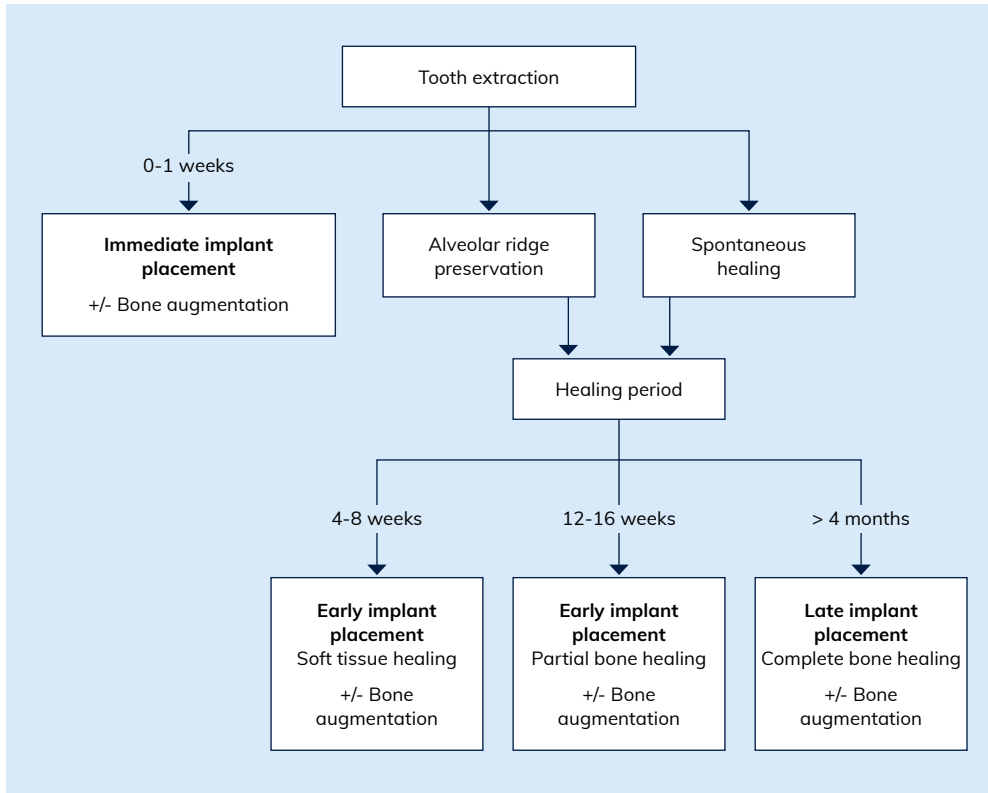 Tooth extraction
0-1 weeks
Immediate implant
placement
+/- Bone augmentation
Alveolar ridge
preservation
Spontaneous
healing
Healing period
4-8 weeks
12-16 weeks
> 4 months
Early implant
placement
Soft tissue healing
+/- Bone
augmentation
Early implant
placement
Partial bone healing
+/- Bone
augmentation
Late implant
placement
Complete bone healing
+/- Bone
augmentation